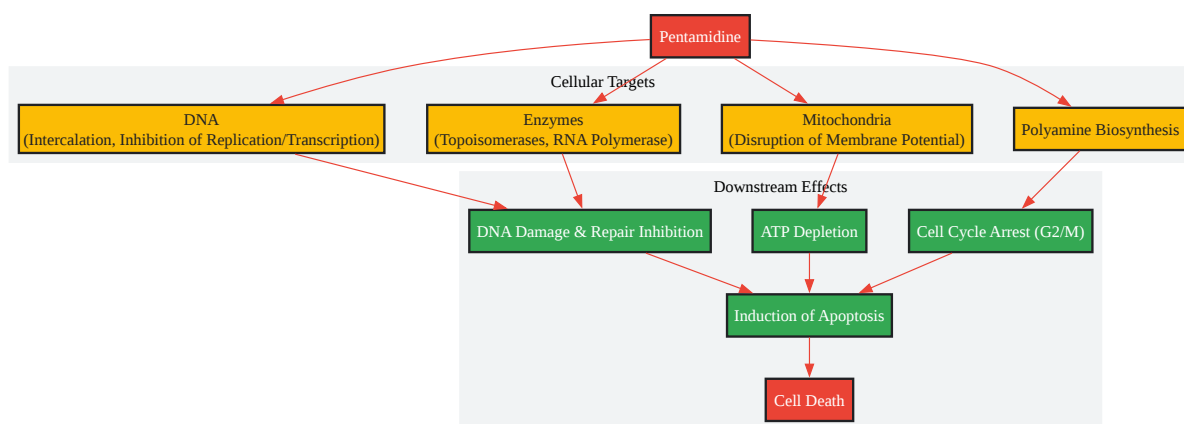 Pentamidine
Cellular Targets
DNA
(Intercalation, Inhibition of Replication/Transcription)
Enzymes
(Topoisomerases, RNA Polymerase)
Mitochondria
(Disruption of Membrane Potential)
Polyamine Biosynthesis
Downstream Effects
DNA Damage & Repair Inhibition
ATP Depletion
Cell Cycle Arrest (G2/M)
Induction of Apoptosis
Cell Death